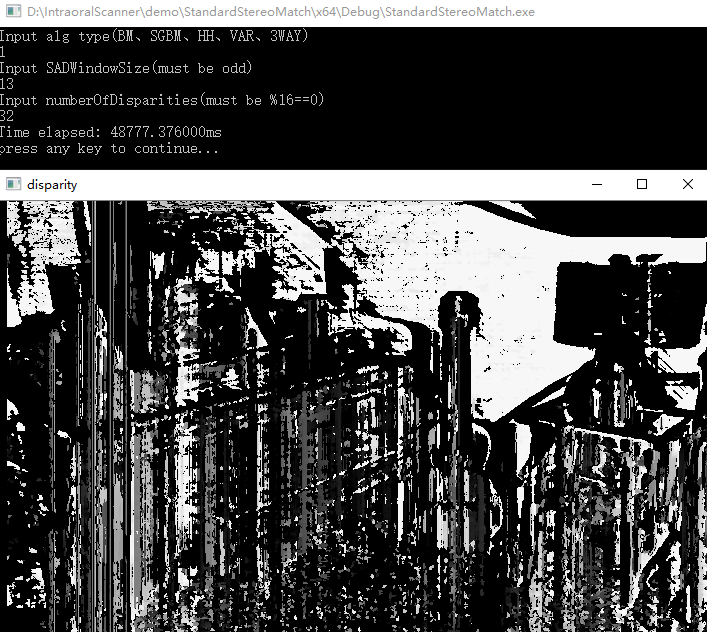 D:\IntraoralScanner\demo\StandardStereoMatch\x64\Debug\StandardStereoMatch.exe
Input alg type(BM、SGBM、HH、VAR、3WAY)
1
Input SADWindowSize(must be odd)
13
Input numberOfDisparities(must be %16==0)
32
Time elapsed: 48777.376000ms
press any key to continue...
disparity